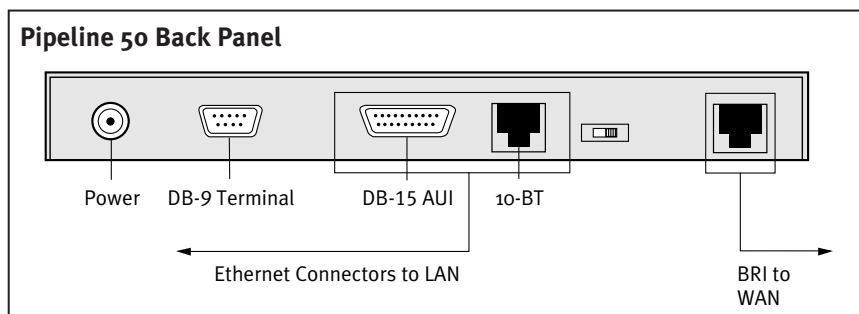 Pipeline 50 Back Panel
Power
DB-9 Terminal
DB-15 AUI
10-BT
Ethernet Connectors to LAN
BRI to
WAN